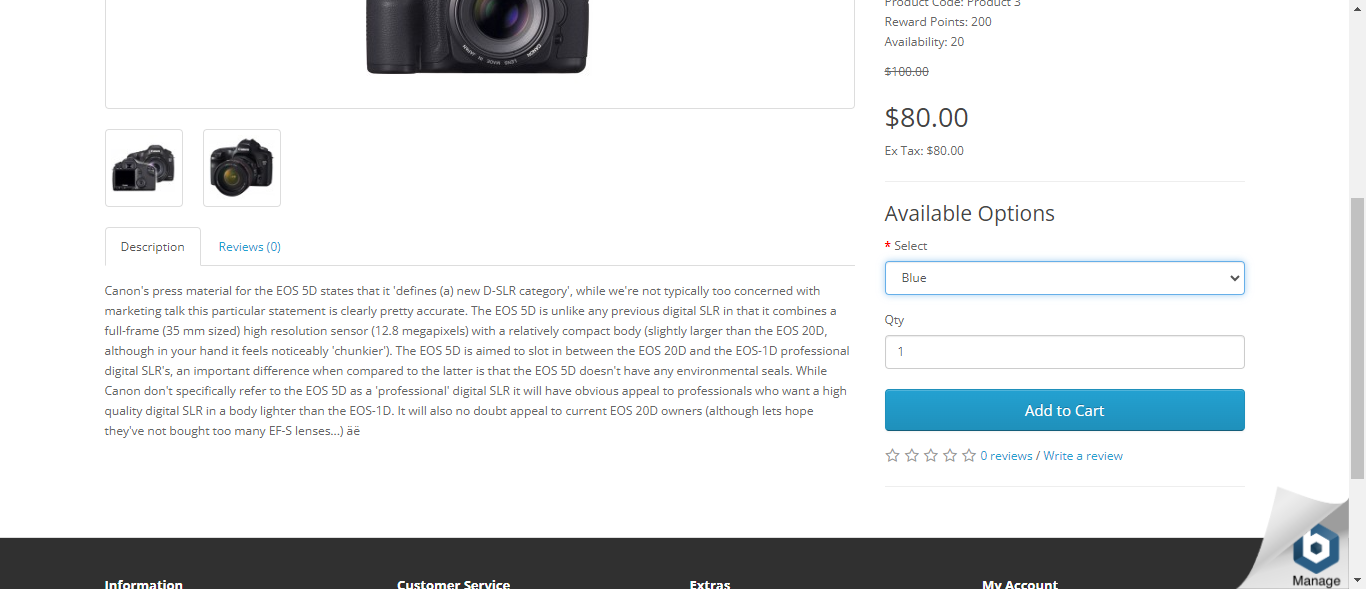 Product Code: Product 3
Reward Points: 200
Availability: 20
$100.00
$80.00
Ex Tax: $80.00
Available Options
* Select
Blue
Qty
1
Add to Cart
0 reviews / Write a review
Description
Reviews (0)
Canon's press material for the EOS 5D states that it 'defines (a) new D-SLR category', while we're not typically too concerned with
marketing talk this particular statement is clearly pretty accurate. The EOS 5D is unlike any previous digital SLR in that it combines a
full-frame (35 mm sized) high resolution sensor (12.8 megapixels) with a relatively compact body (slightly larger than the EOS 20D,
although in your hand it feels noticeably 'chunkier'). The EOS 5D is aimed to slot in between the EOS 20D and the EOS-1D professional
digital SLR's, an important difference when compared to the latter is that the EOS 5D doesn't have any environmental seals. While
Canon don't specifically refer to the EOS 5D as a 'professional' digital SLR it will have obvious appeal to professionals who want a high
quality digital SLR in a body lighter than the EOS-1D. It will also no doubt appeal to current EOS 20D owners (although lets hope
they've not bought too many EF-S lenses...) äë
Information
Customer Service
Extras
My Account
b
Manage